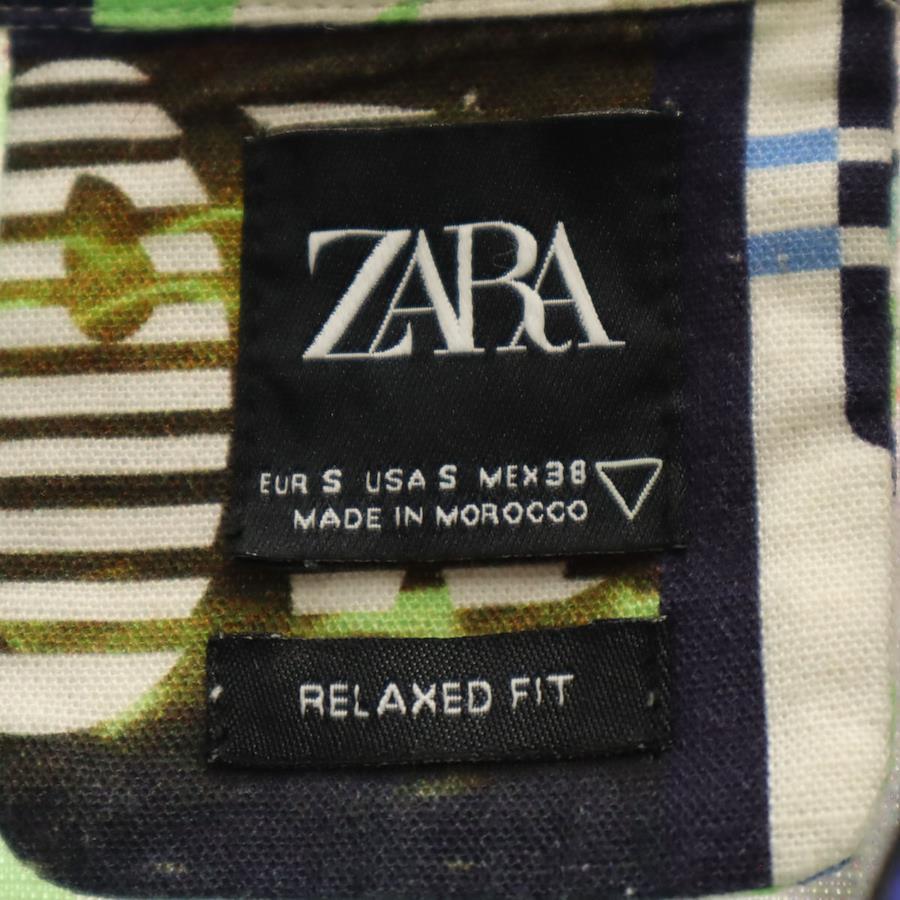 ZARA
EUR S USA S MEX 38
MADE IN MOROCCO
RELAXED FIT